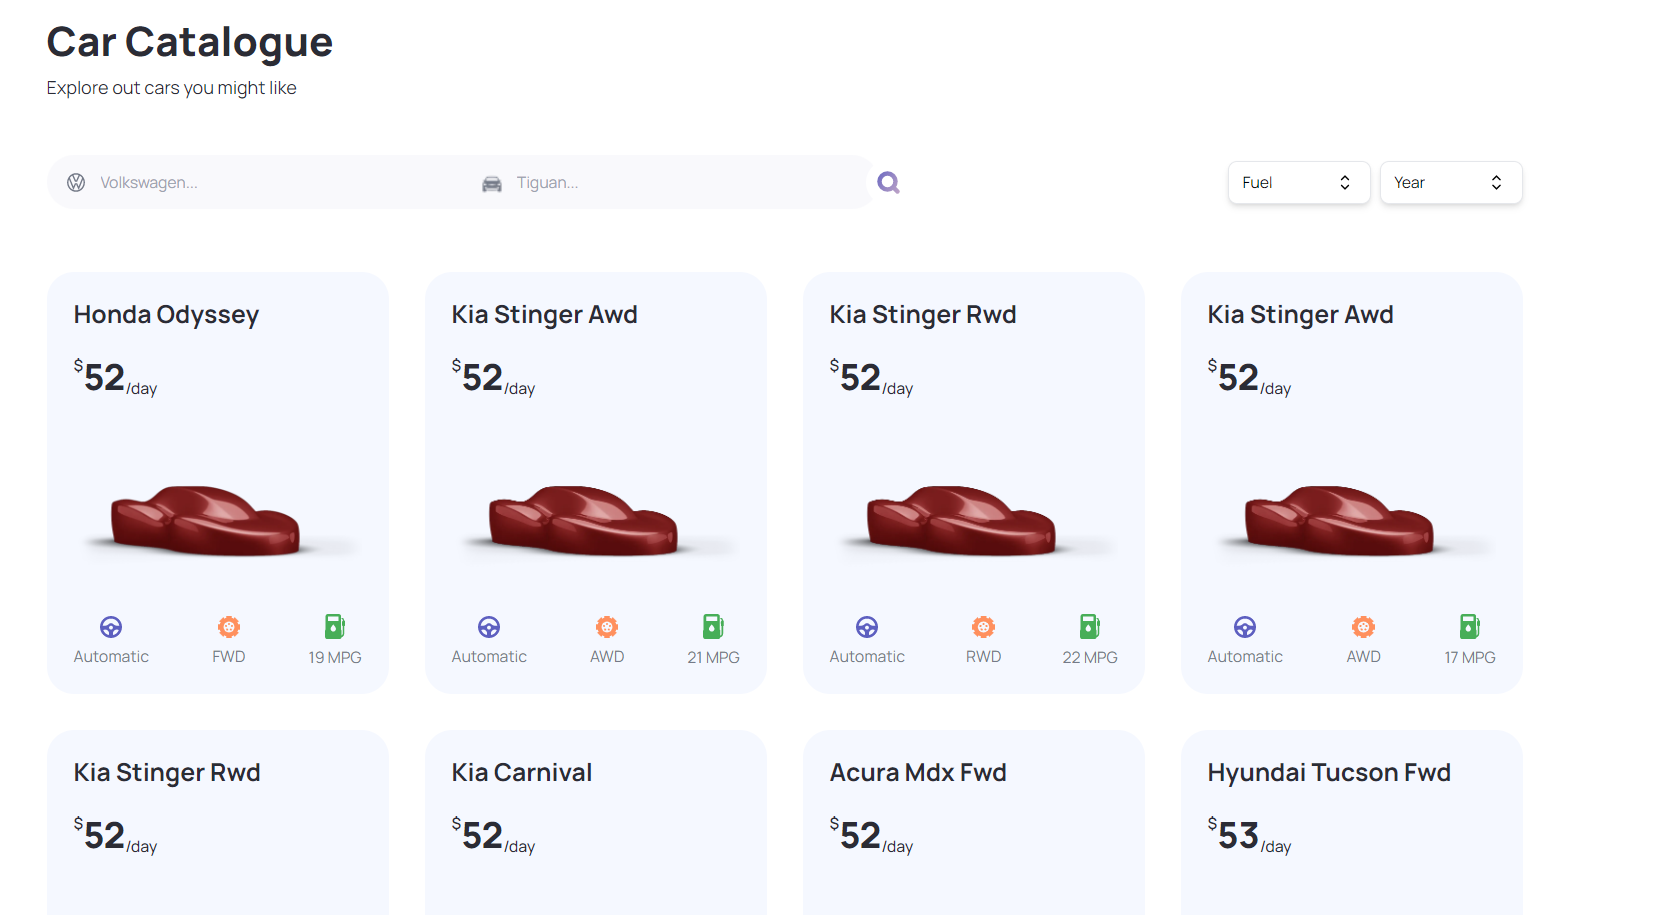 Car Catalogue
Explore out cars you might like
Volkswagen... Tiguan... Fuel Year
Honda Odyssey Kia Stinger Awd Kia Stinger Rwd Kia Stinger Awd
$52/day $52/day $52/day $52/day
Automatic FWD 19 MPG Automatic AWD 21 MPG Automatic RWD 22 MPG Automatic AWD 17 MPG
Kia Stinger Rwd Kia Carnival Acura Mdx Fwd Hyundai Tucson Fwd
$52/day $52/day $52/day $53/day